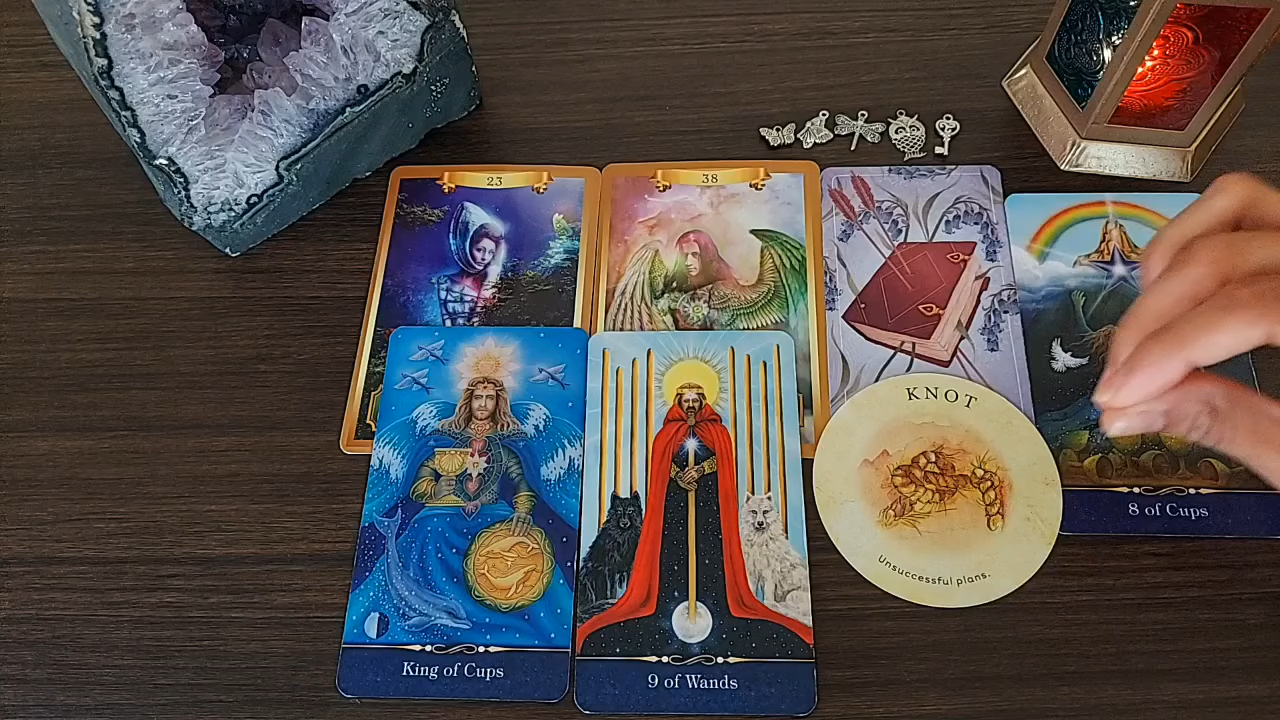 23
38
KNOT
Unsuccessful plans.
8 of Cups
King of Cups
9 of Wands